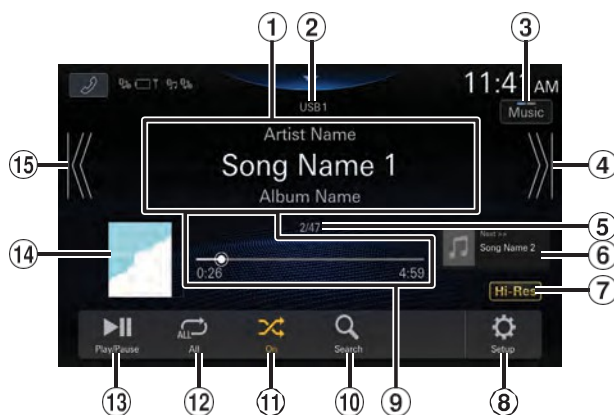 1
2
3
11:41 AM
USB1
Music
Artist Name
Song Name 1
Album Name
15
4
2/47
5
Next >>
Song Name 2
6
14
0:26
4:59
Hi-Res
7
ALL
Play/Pause
All
On
Search
Setup
13
12
11
10
9
8